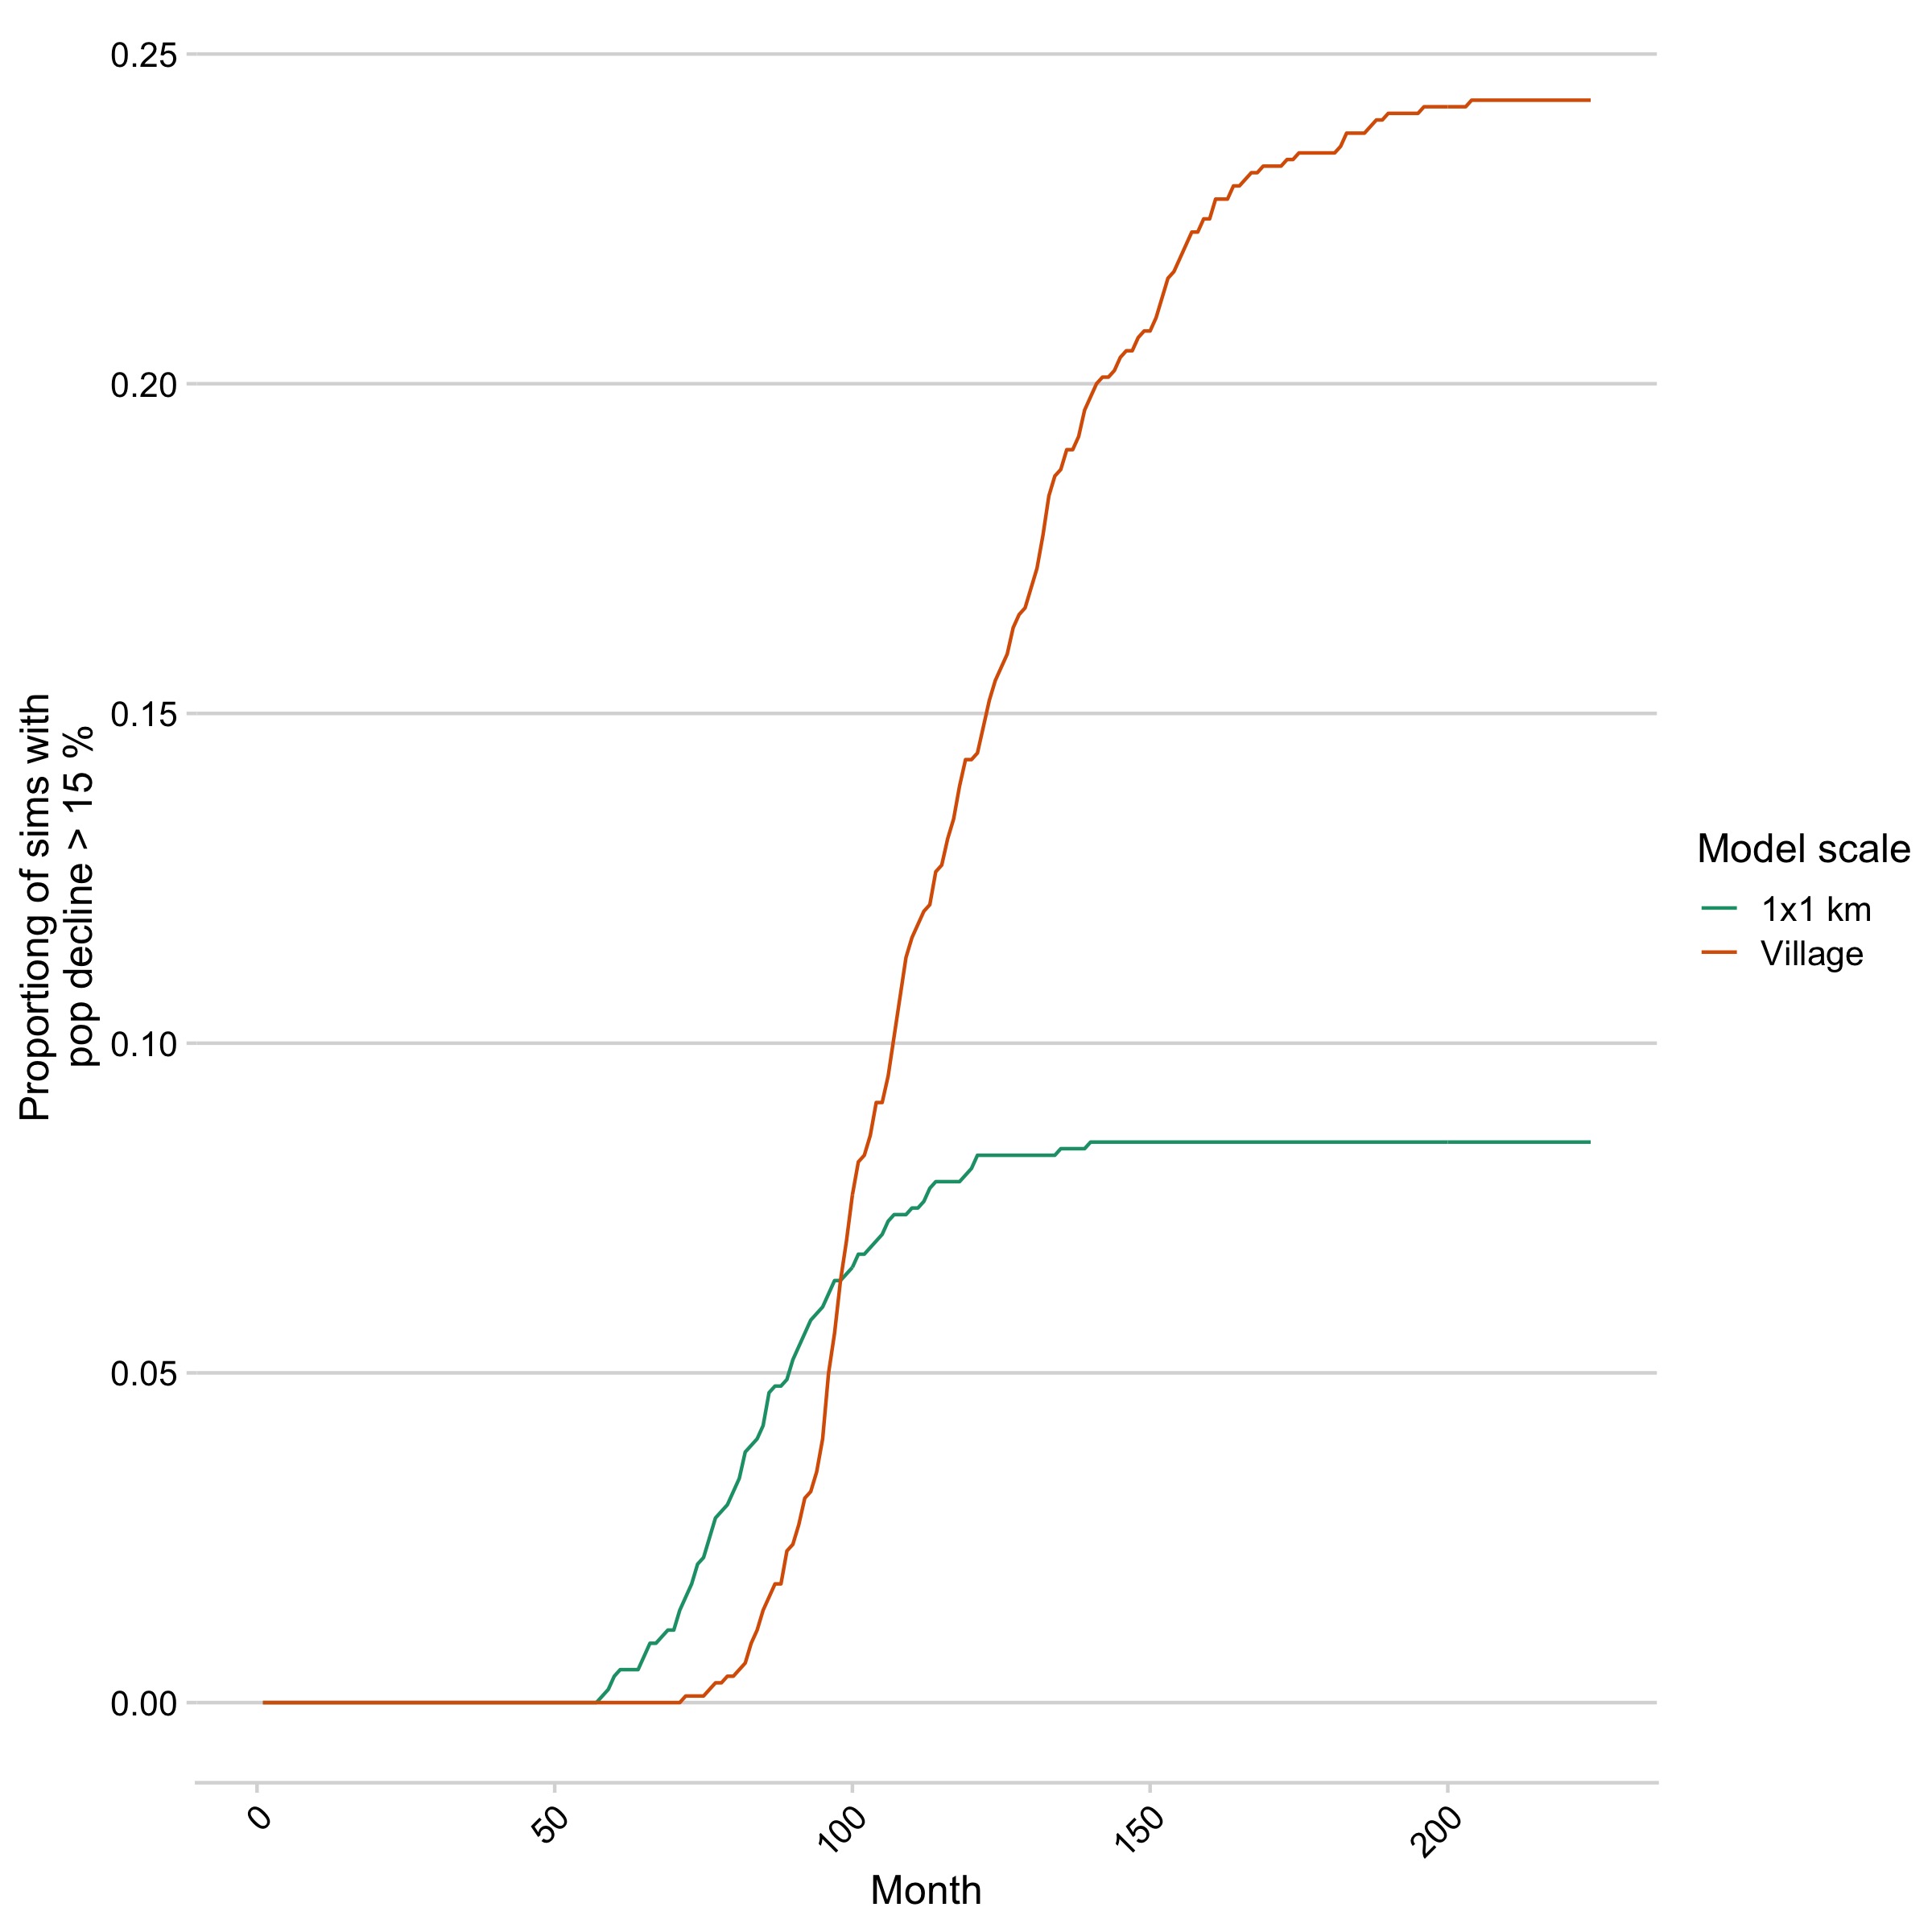 Proportiong of sims with
pop decline > 15 %
0.25
0.20
0.15
0.10
0.05
0.00
0
50
100
150
200
Month
Model scale
1x1 km
Village